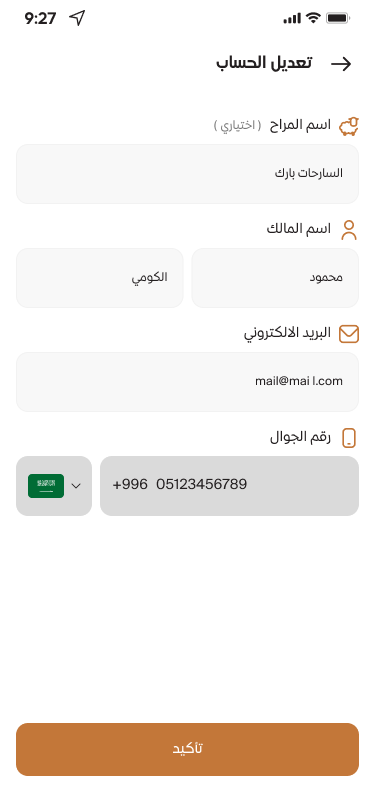 9:27
تعديل الحساب
اسم المراح ( اختياري )
السارحات بارك
اسم المالك
محمود
الكومي
البريد الالكتروني
mail@mai l.com
رقم الجوال
+996 05123456789
تأكيد